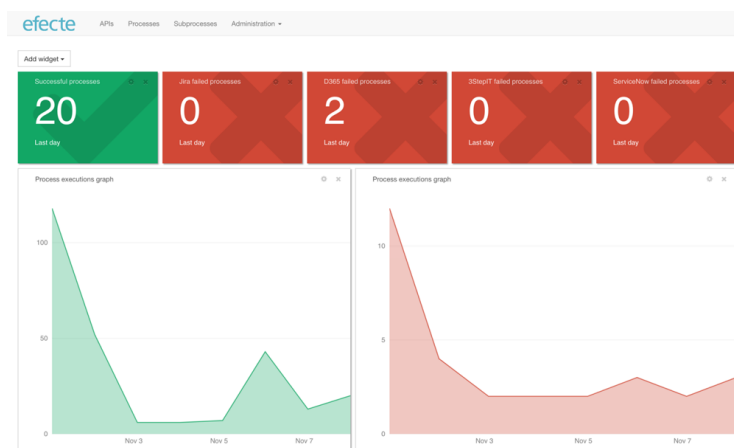 efecte APIs Processes Subprocesses Administration
Add widget
Successful processes
20
Last day
Jira failed processes
0
Last day
D365 failed processes
2
Last day
3StepIT failed processes
0
Last day
ServiceNow failed processes
0
Last day
Process executions graph
100
50
0
Nov 3 Nov 5 Nov 7
Process executions graph
10
5
0
Nov 3 Nov 5 Nov 7